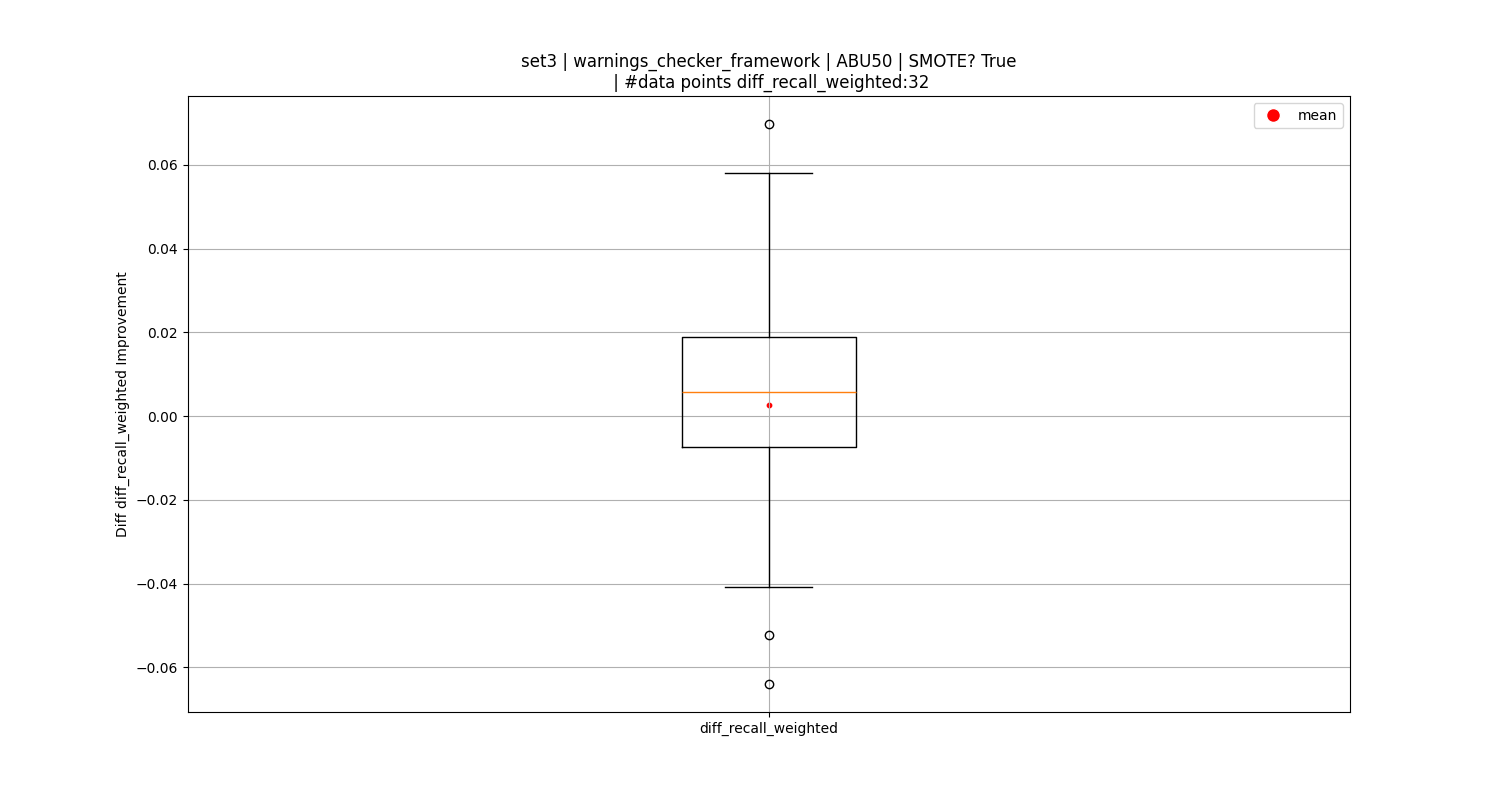 set3 | warnings_checker_framework | ABU50 | SMOTE? True
| #data points diff_recall_weighted:32
mean
0.06
0.04
0.02
0.00
−0.02
−0.04
−0.06
Diff diff_recall_weighted Improvement
diff_recall_weighted